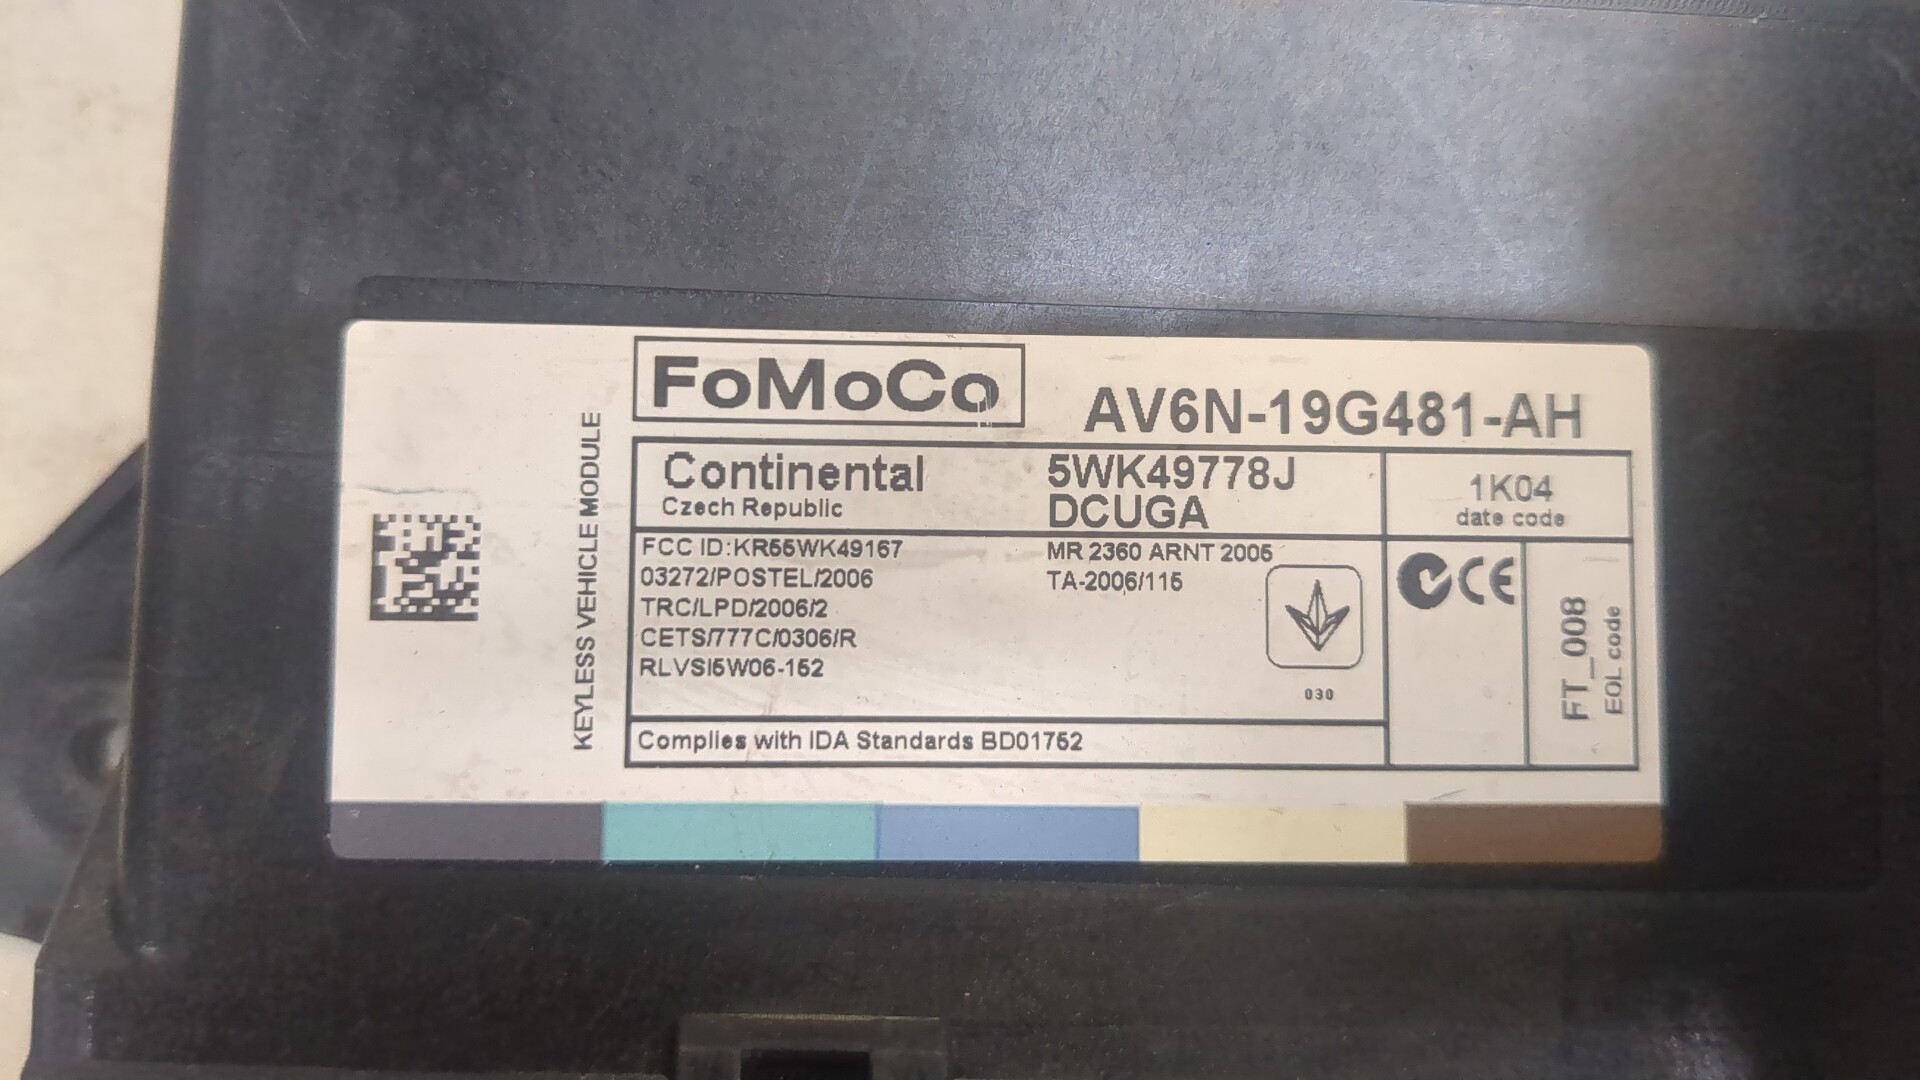 FoMoCo
AV6N-19G481-AH
KEYLESS VEHICLE MODULE
Continental
Czech Republic
5WK49778J
DCUGA
1K04
date code
FCC ID:KR55WK49167
03272/POSTEL/2006
TRC/LPD/2006/2
CETS/777C/0306/R
RLVSI5W06-152
MR 2360 ARNT 2005
TA-2006/115
030
CE
FT_008
EOL code
Complies with IDA Standards BD01752